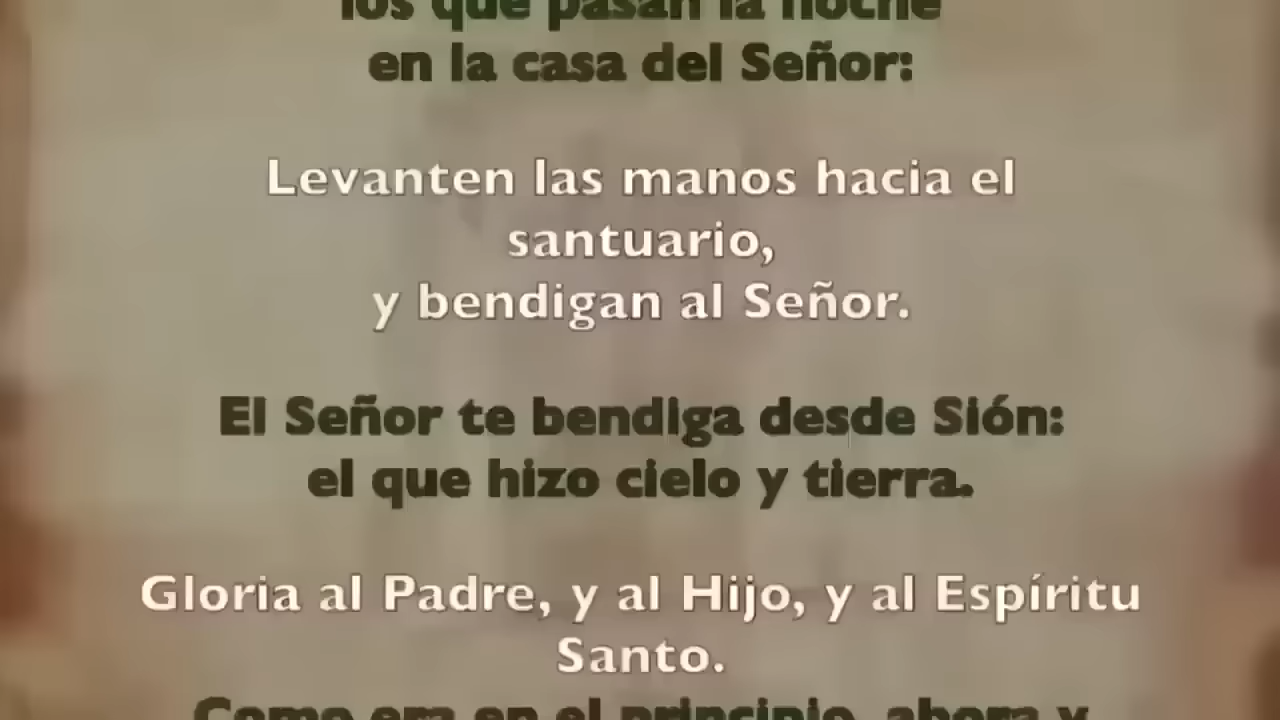 los que pasan la noche
en la casa del Señor:
Levanten las manos hacia el
santuario,
y bendigan al Señor.
El Señor te bendiga desde Sión:
el que hizo cielo y tierra.
Gloria al Padre, y al Hijo, y al Espíritu
Santo.
Como era en el principio, ahora y